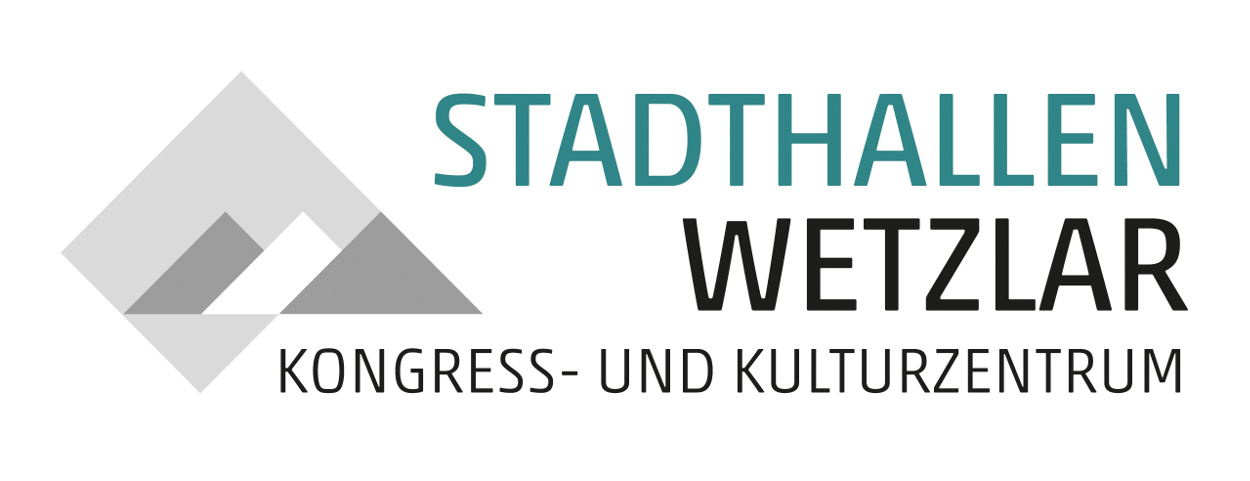 STADTHALLEN
WETZLAR
KONGRESS- UND KULTURZENTRUM